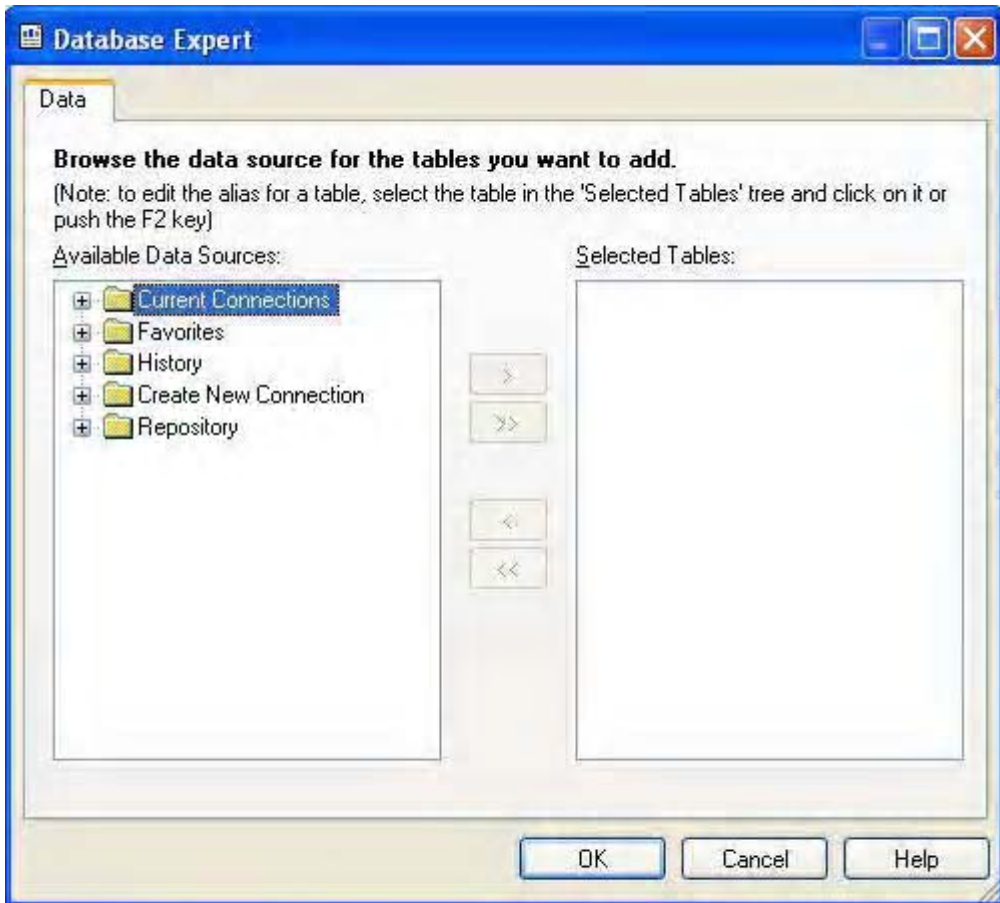 Database Expert
Data
Browse the data source for the tables you want to add.
(Note: to edit the alias for a table, select the table in the 'Selected Tables' tree and click on it or
push the F2 key)
Available Data Sources:
Selected Tables:
Current Connections
Favorites
History
Create New Connection
Repository
>
>>
<
<<
OK
Cancel
Help